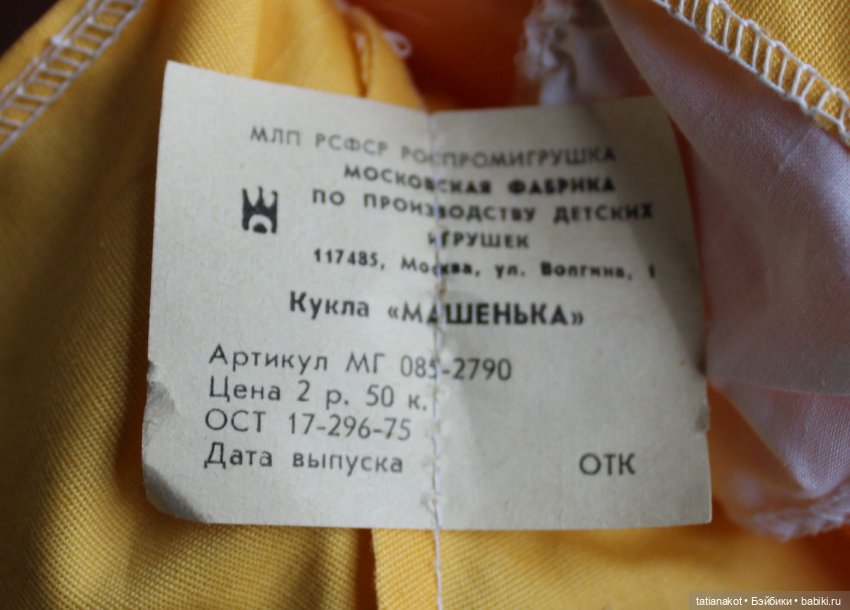 МЛП РСФСР РОСПРОМИГРУШКА
МОСКОВСКАЯ ФАБРИКА
ПО ПРОИЗВОДСТВУ ДЕТСКИХ
ИГРУШЕК
117485, Москва, ул. Волгина, 1
Кукла «МАШЕНЬКА»
Артикул МГ 085-2790
Цена 2 р. 50 к.
ОСТ 17-296-75
Дата выпуска ОТК
tatianakot • Бэйбики • babiki.ru